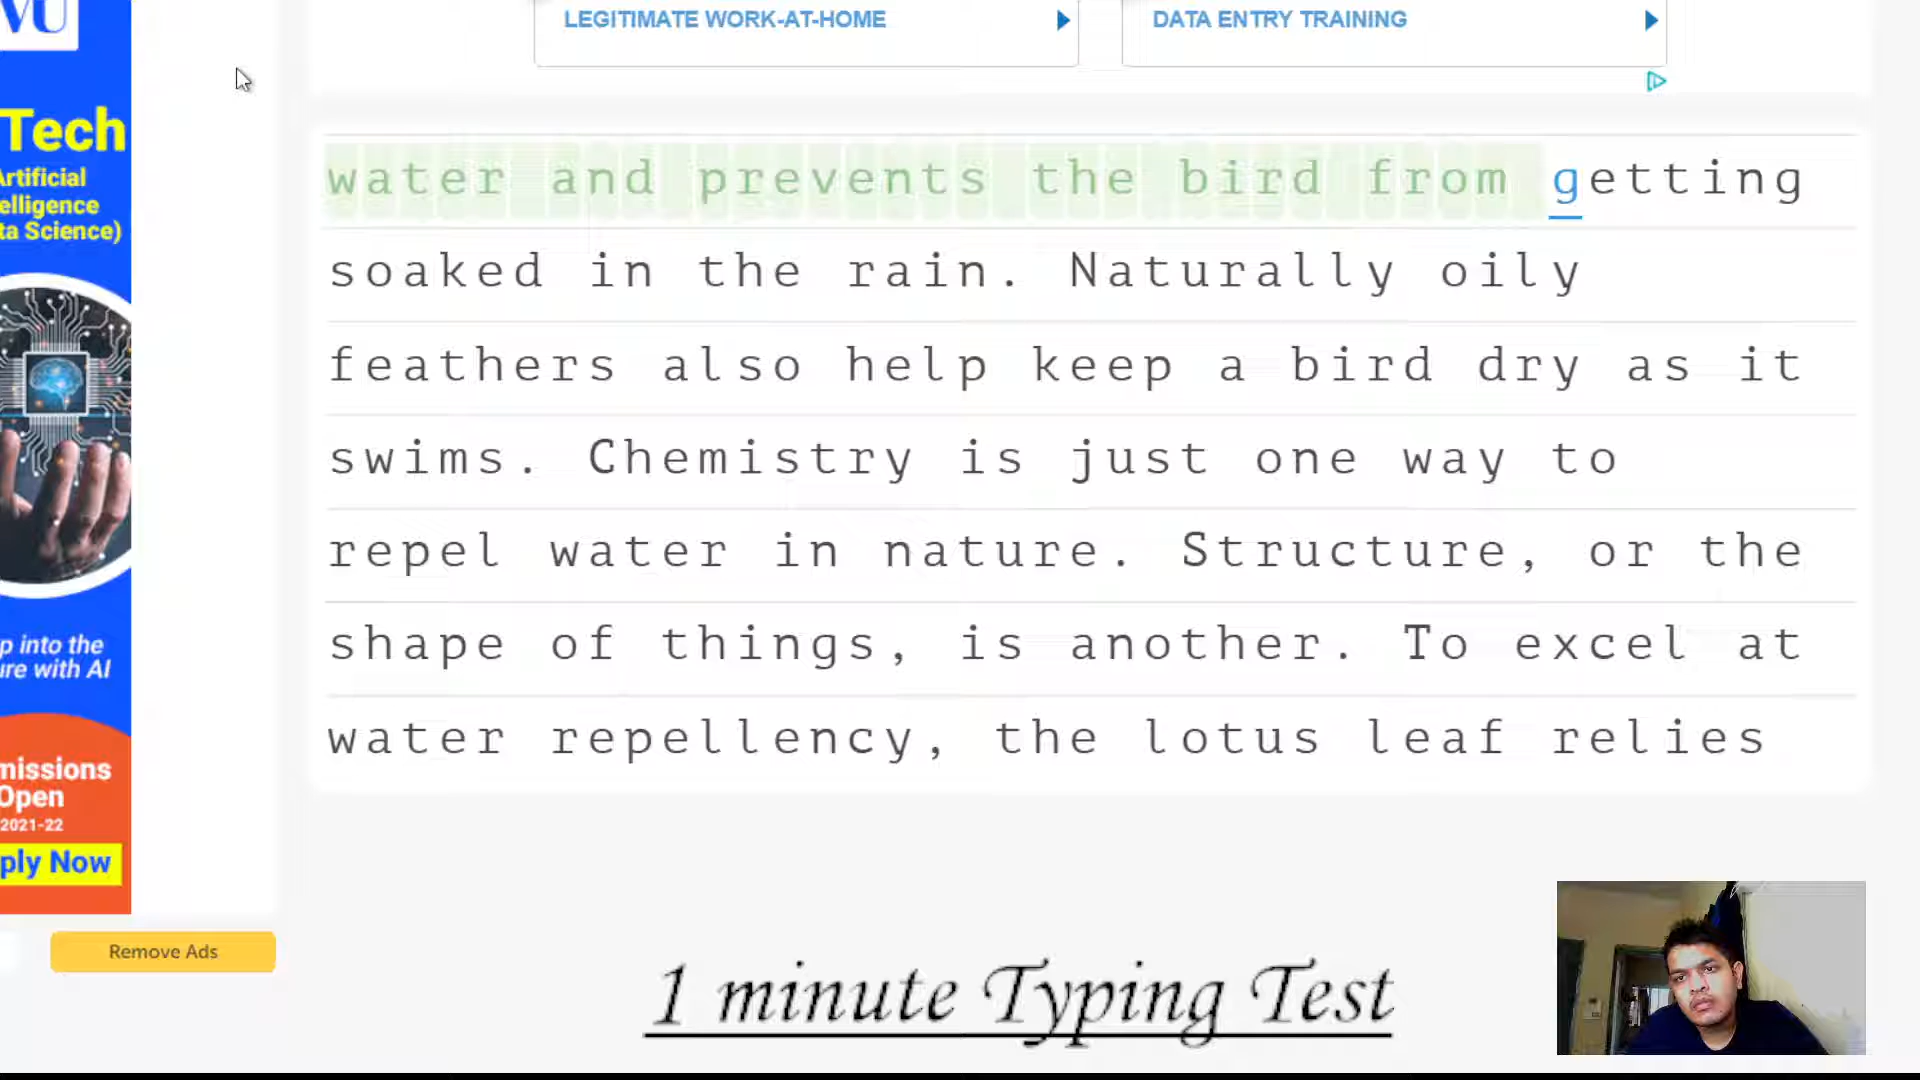 VU
LEGITIMATE WORK-AT-HOME
DATA ENTRY TRAINING
Tech
Artificial
elligence
ta Science)
p into the
ure with AI
missions
Open
2021-22
ply Now
Remove Ads
water and prevents the bird from getting
soaked in the rain. Naturally oily
feathers also help keep a bird dry as it
swims. Chemistry is just one way to
repel water in nature. Structure, or the
shape of things, is another. To excel at
water repellency, the lotus leaf relies
1 minute Typing Test